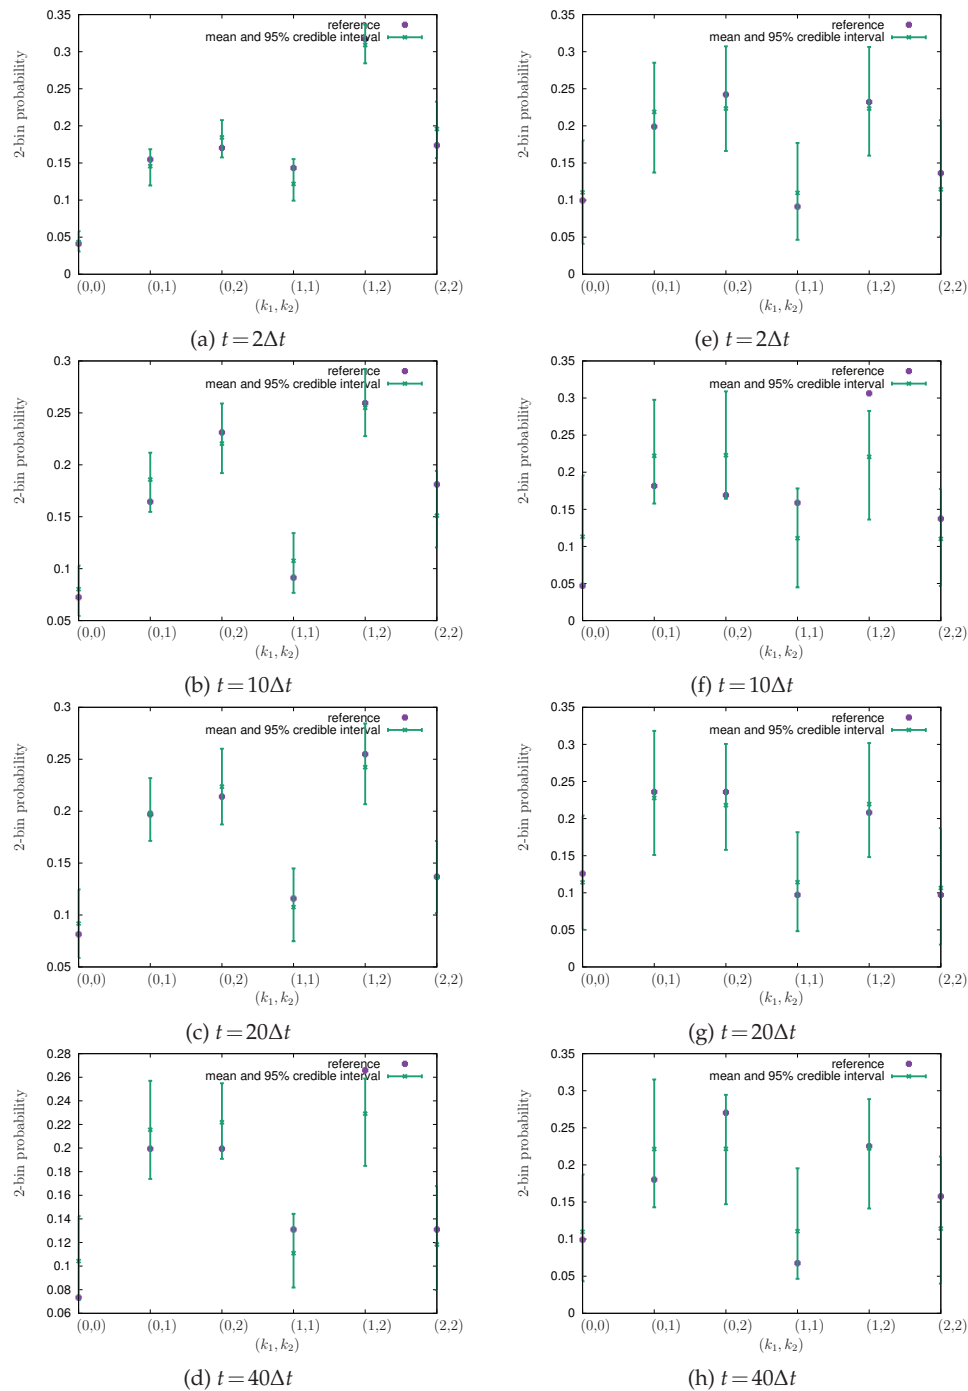 0.35
0.3
0.25
0.2
0.15
0.1
0.05
0
2-bin probability
reference
mean and 95% credible interval
(0,0) (0,1) (0,2) (1,1) (1,2) (2,2)
(k₁, k₂)
(a) t = 2Δt
0.35
0.3
0.25
0.2
0.15
0.1
0.05
0
2-bin probability
reference
mean and 95% credible interval
(0,0) (0,1) (0,2) (1,1) (1,2) (2,2)
(k₁, k₂)
(e) t = 2Δt
0.3
0.25
0.2
0.15
0.1
0.05
2-bin probability
reference
mean and 95% credible interval
(0,0) (0,1) (0,2) (1,1) (1,2) (2,2)
(k₁, k₂)
(b) t = 10Δt
0.35
0.3
0.25
0.2
0.15
0.1
0.05
0
2-bin probability
reference
mean and 95% credible interval
(0,0) (0,1) (0,2) (1,1) (1,2) (2,2)
(k₁, k₂)
(f) t = 10Δt
0.3
0.25
0.2
0.15
0.1
0.05
2-bin probability
reference
mean and 95% credible interval
(0,0) (0,1) (0,2) (1,1) (1,2) (2,2)
(k₁, k₂)
(c) t = 20Δt
0.35
0.3
0.25
0.2
0.15
0.1
0.05
0
2-bin probability
reference
mean and 95% credible interval
(0,0) (0,1) (0,2) (1,1) (1,2) (2,2)
(k₁, k₂)
(g) t = 20Δt
0.28
0.26
0.24
0.22
0.2
0.18
0.16
0.14
0.12
0.1
0.08
0.06
2-bin probability
reference
mean and 95% credible interval
(0,0) (0,1) (0,2) (1,1) (1,2) (2,2)
(k₁, k₂)
(d) t = 40Δt
0.35
0.3
0.25
0.2
0.15
0.1
0.05
0
2-bin probability
reference
mean and 95% credible interval
(0,0) (0,1) (0,2) (1,1) (1,2) (2,2)
(k₁, k₂)
(h) t = 40Δt